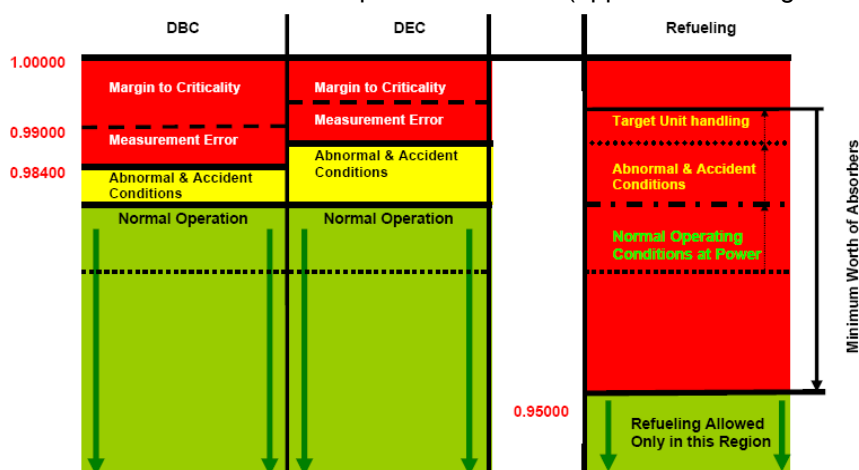 DBC
DEC
Refueling
1.00000
Margin to Criticality
Margin to Criticality
0.99000
Measurement Error
Measurement Error
Target Unit handling
0.98400
Abnormal & Accident
Conditions
Abnormal & Accident
Conditions
Abnormal & Accident
Conditions
Normal Operation
Normal Operation
Normal Operating
Conditions at Power
Minimum Worth of Absorbers
0.95000
Refueling Allowed
Only in this Region